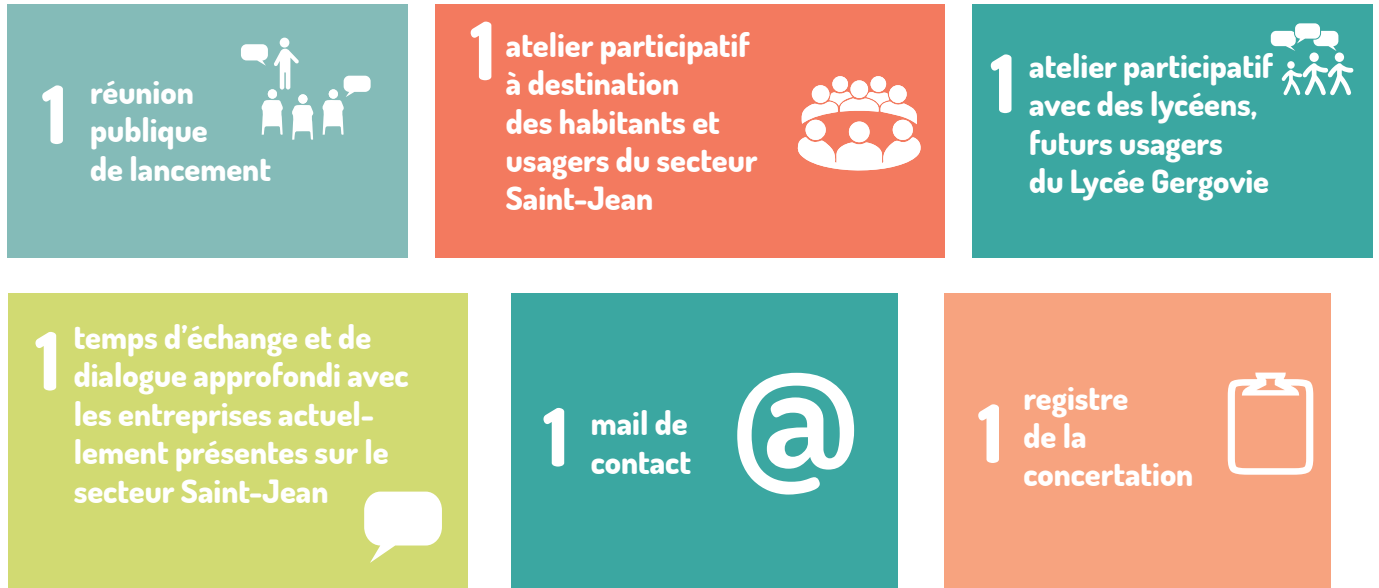 1 réunion
publique
de lancement
1 atelier participatif
à destination
des habitants et
usagers du secteur
Saint-Jean
1 atelier participatif
avec des lycéens,
futurs usagers
du Lycée Gergovie
1 temps d'échange et de
dialogue approfondi avec
les entreprises actuel-
lement présentes sur le
secteur Saint-Jean
1 mail de
contact
@
1 registre
de la
concertation